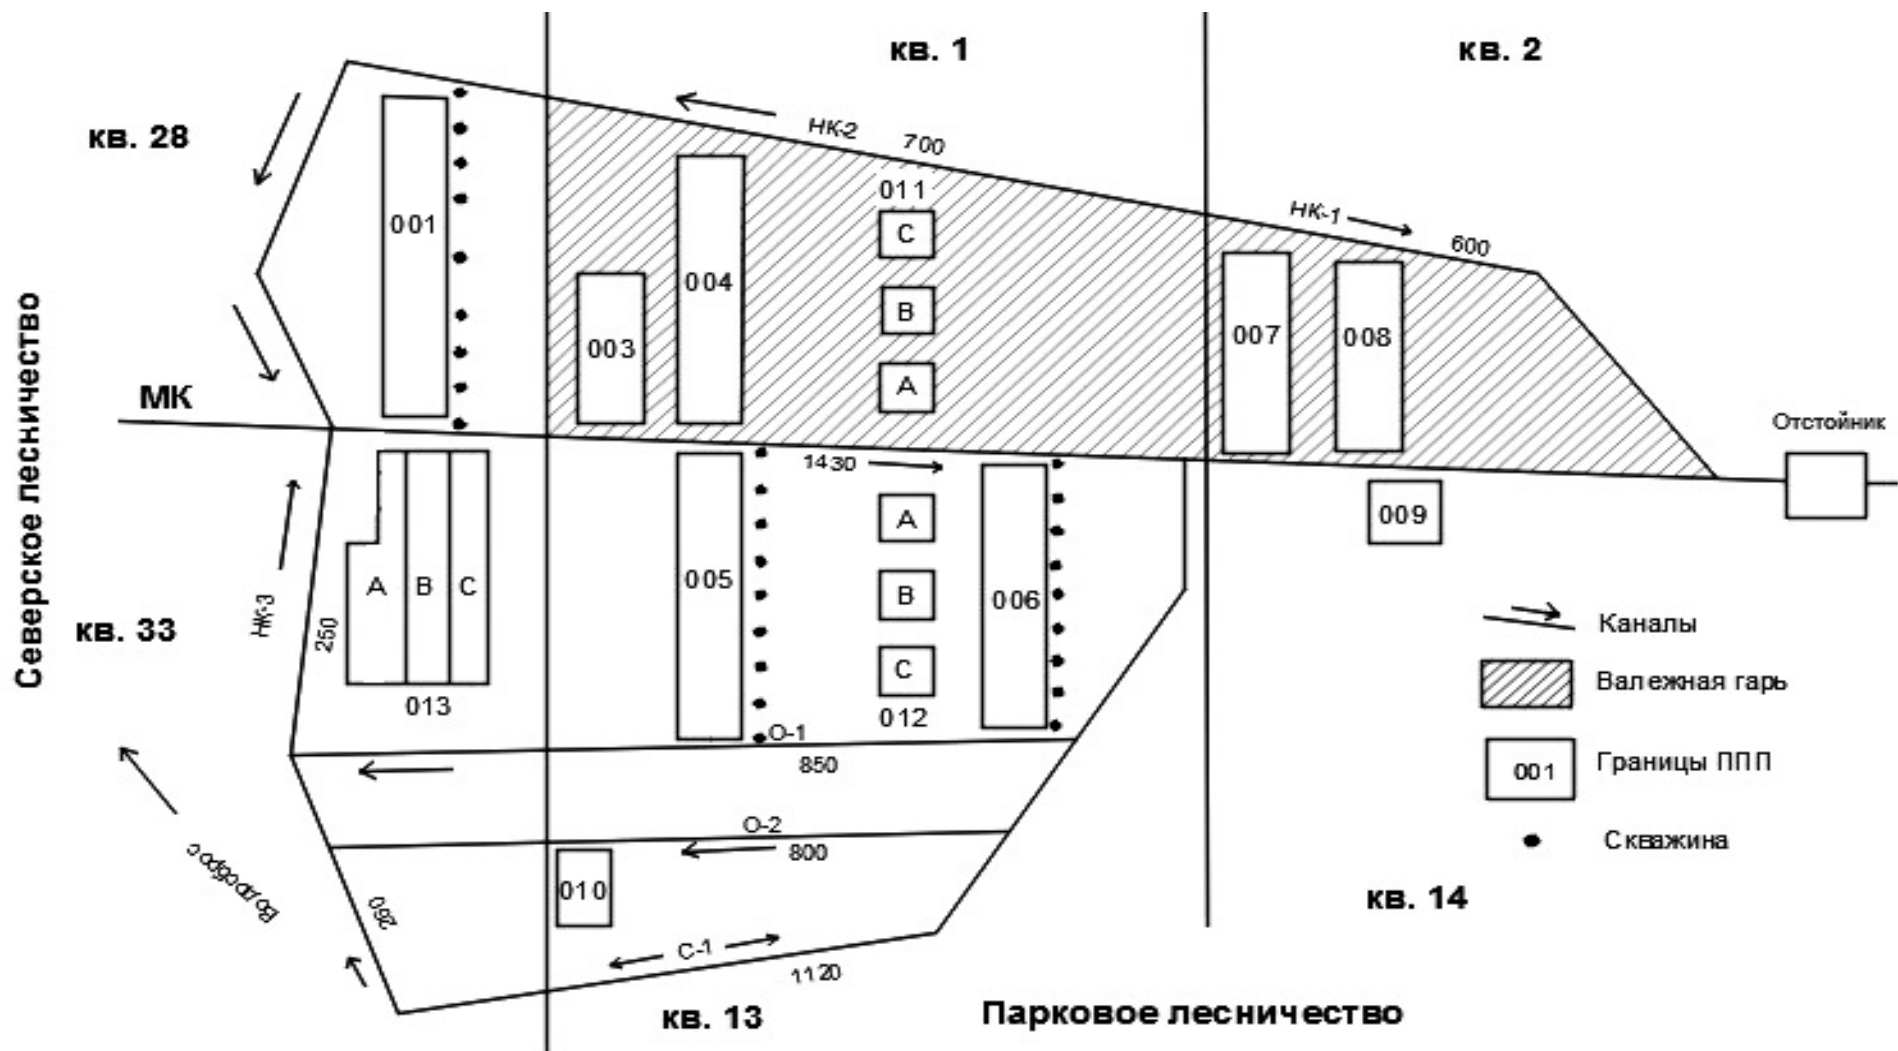 кв. 1
кв. 2
кв. 28
НК-2
700
011
С
В
А
001
004
003
НК-1
600
007
008
МК
Отстойник
1430
009
Северское лесничество
кв. 33
НК-3
250
А
В
С
013
005
А
В
С
012
006
Каналы
Валежная гарь
001
Границы ППП
Скважина
О-1
850
О-2
800
Водосброс
260
010
С-1
1120
кв. 14
кв. 13
Парковое лесничество